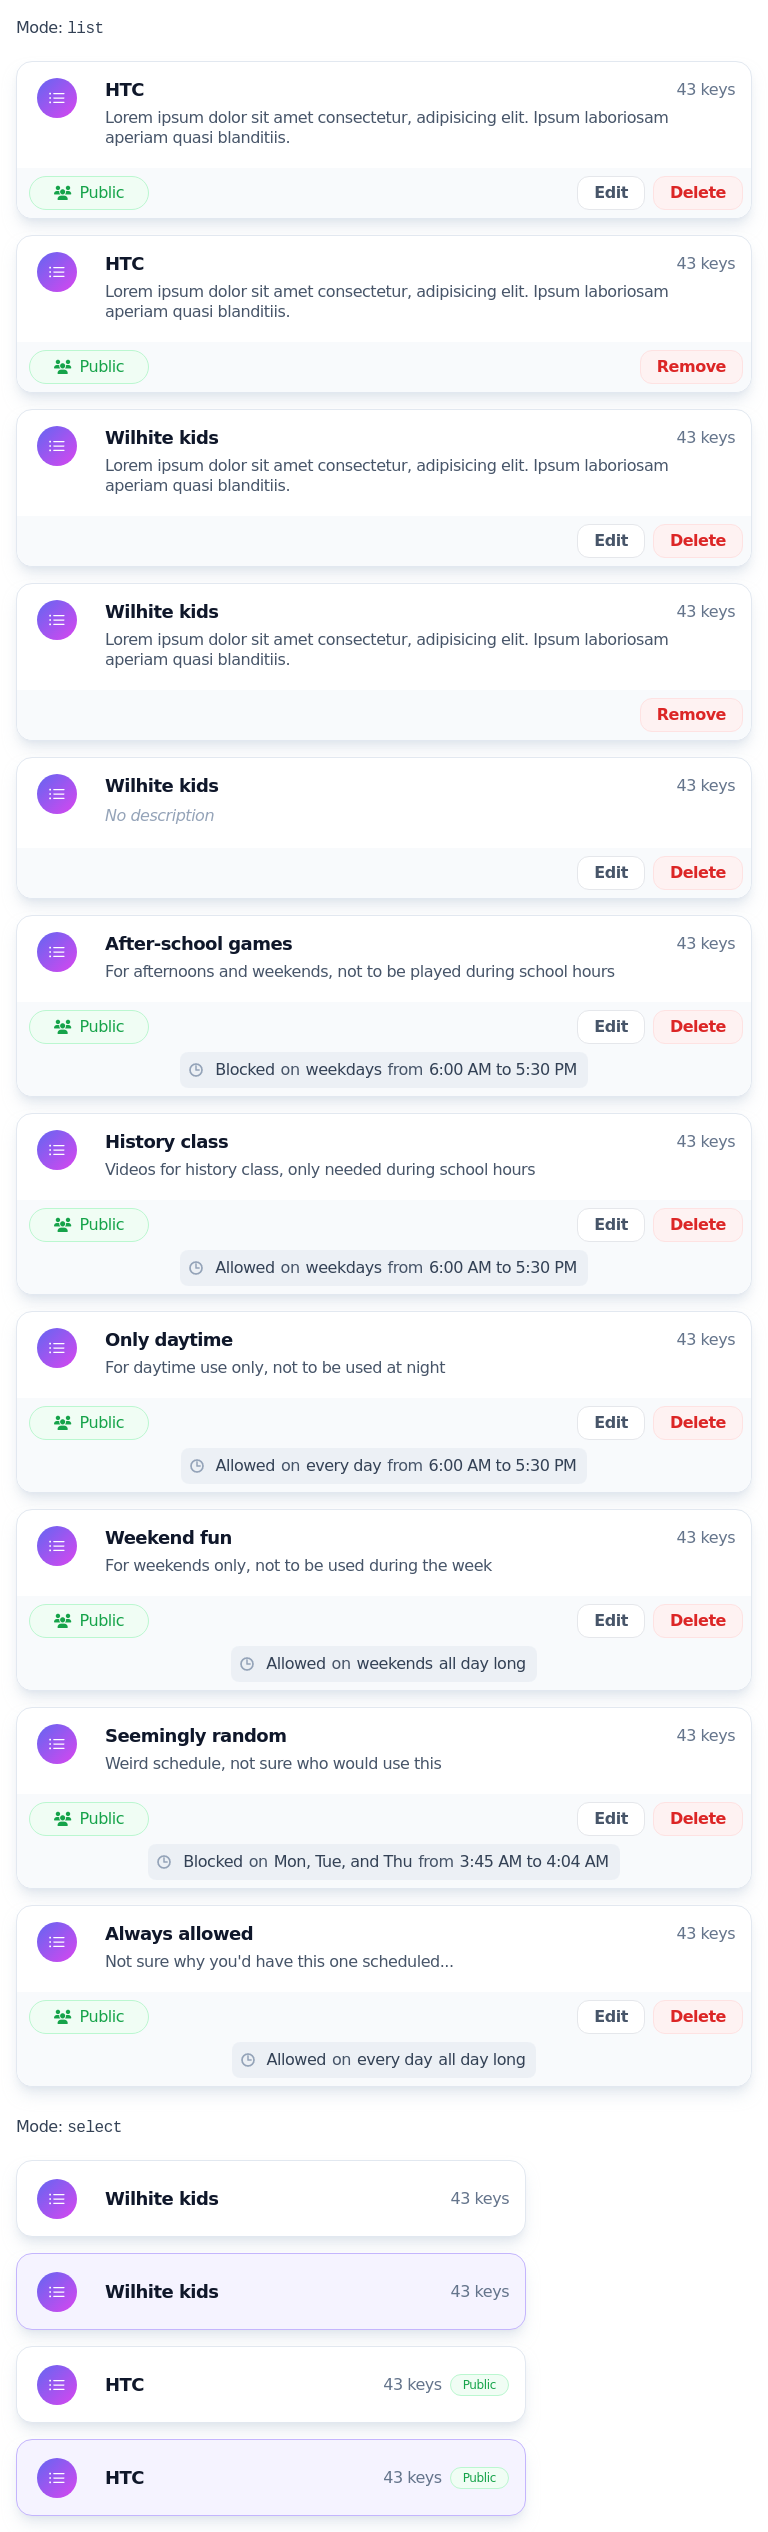 Mode: list
HTC
43 keys
Lorem ipsum dolor sit amet consectetur, adipisicing elit. Ipsum laboriosam
aperiam quasi blanditiis.
Public
Edit
Delete
HTC
43 keys
Lorem ipsum dolor sit amet consectetur, adipisicing elit. Ipsum laboriosam
aperiam quasi blanditiis.
Public
Remove
Wilhite kids
43 keys
Lorem ipsum dolor sit amet consectetur, adipisicing elit. Ipsum laboriosam
aperiam quasi blanditiis.
Edit
Delete
Wilhite kids
43 keys
Lorem ipsum dolor sit amet consectetur, adipisicing elit. Ipsum laboriosam
aperiam quasi blanditiis.
Remove
Wilhite kids
43 keys
No description
Edit
Delete
After-school games
43 keys
For afternoons and weekends, not to be played during school hours
Public
Edit
Delete
Blocked on weekdays from 6:00 AM to 5:30 PM
History class
43 keys
Videos for history class, only needed during school hours
Public
Edit
Delete
Allowed on weekdays from 6:00 AM to 5:30 PM
Only daytime
43 keys
For daytime use only, not to be used at night
Public
Edit
Delete
Allowed on every day from 6:00 AM to 5:30 PM
Weekend fun
43 keys
For weekends only, not to be used during the week
Public
Edit
Delete
Allowed on weekends all day long
Seemingly random
43 keys
Weird schedule, not sure who would use this
Public
Edit
Delete
Blocked on Mon, Tue, and Thu from 3:45 AM to 4:04 AM
Always allowed
43 keys
Not sure why you'd have this one scheduled...
Public
Edit
Delete
Allowed on every day all day long
Mode: select
Wilhite kids
43 keys
Wilhite kids
43 keys
HTC
43 keys
Public
HTC
43 keys
Public